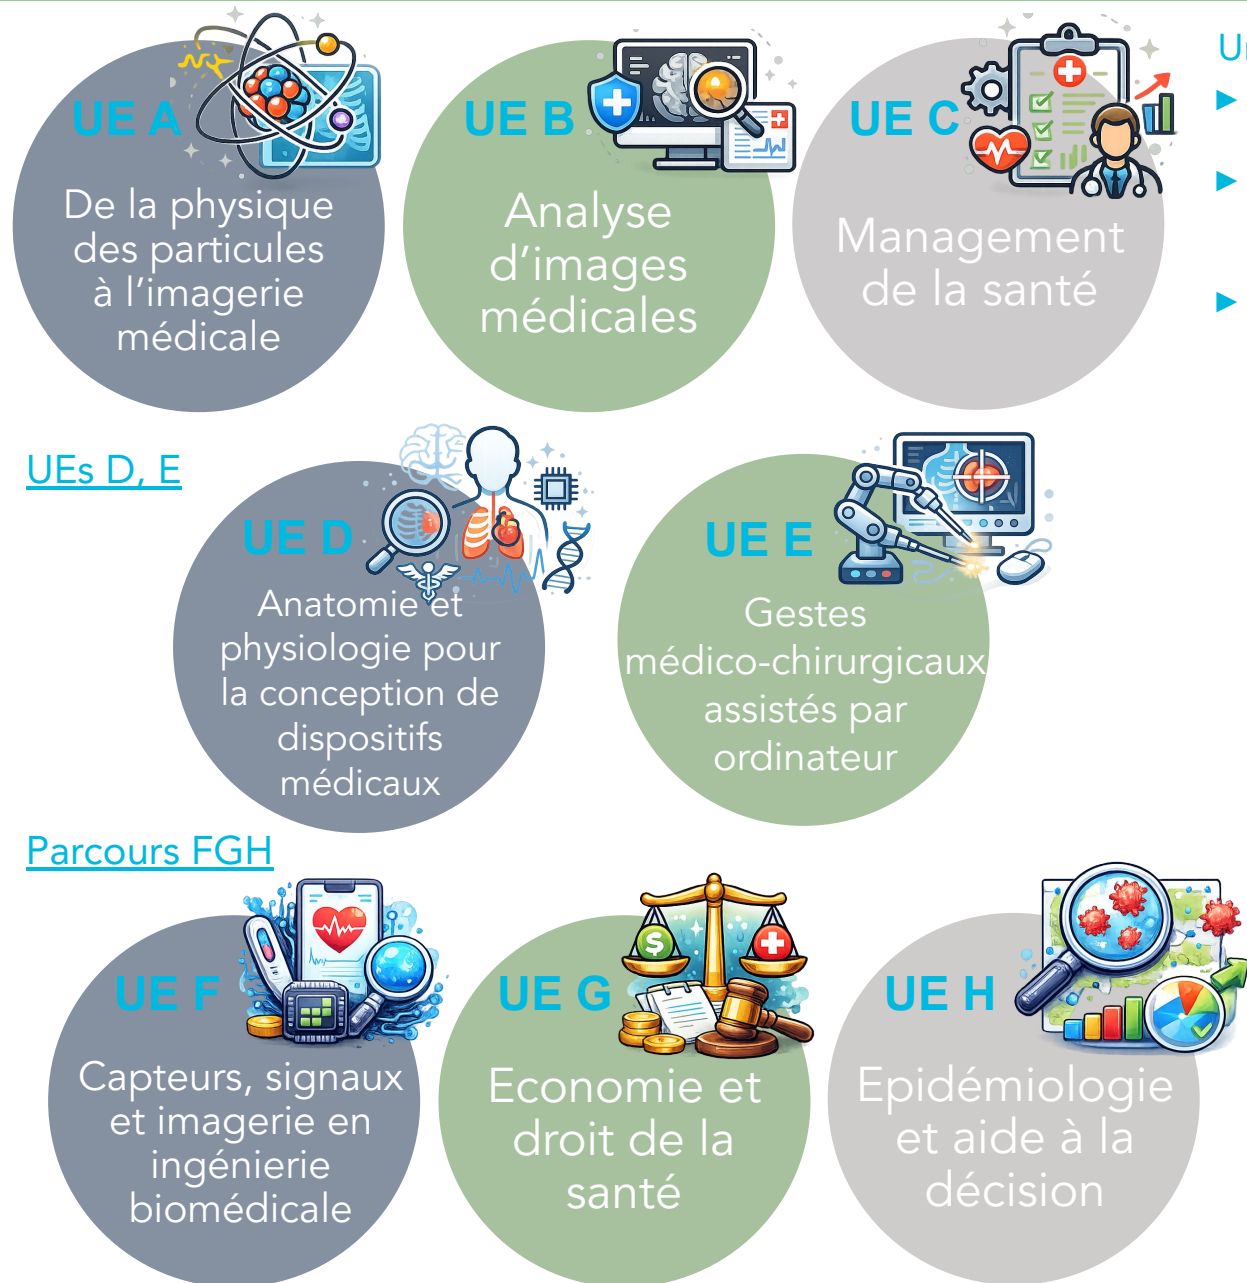 UE A
De la physique
des particules
à l’imagerie
médicale
UE B
Analyse
d’images
médicales
UE C
Management
de la santé
UEs D, E
UE D
Anatomie et
physiologie pour
la conception de
dispositifs
médicaux
UE E
Gestes
médico-chirurgicaux
assistés par
ordinateur
Parcours FGH
UE F
Capteurs, signaux
et imagerie en
ingénierie
biomédicale
UE G
$
Economie et
droit de la
santé
UE H
Epidémiologie
et aide à la
décision